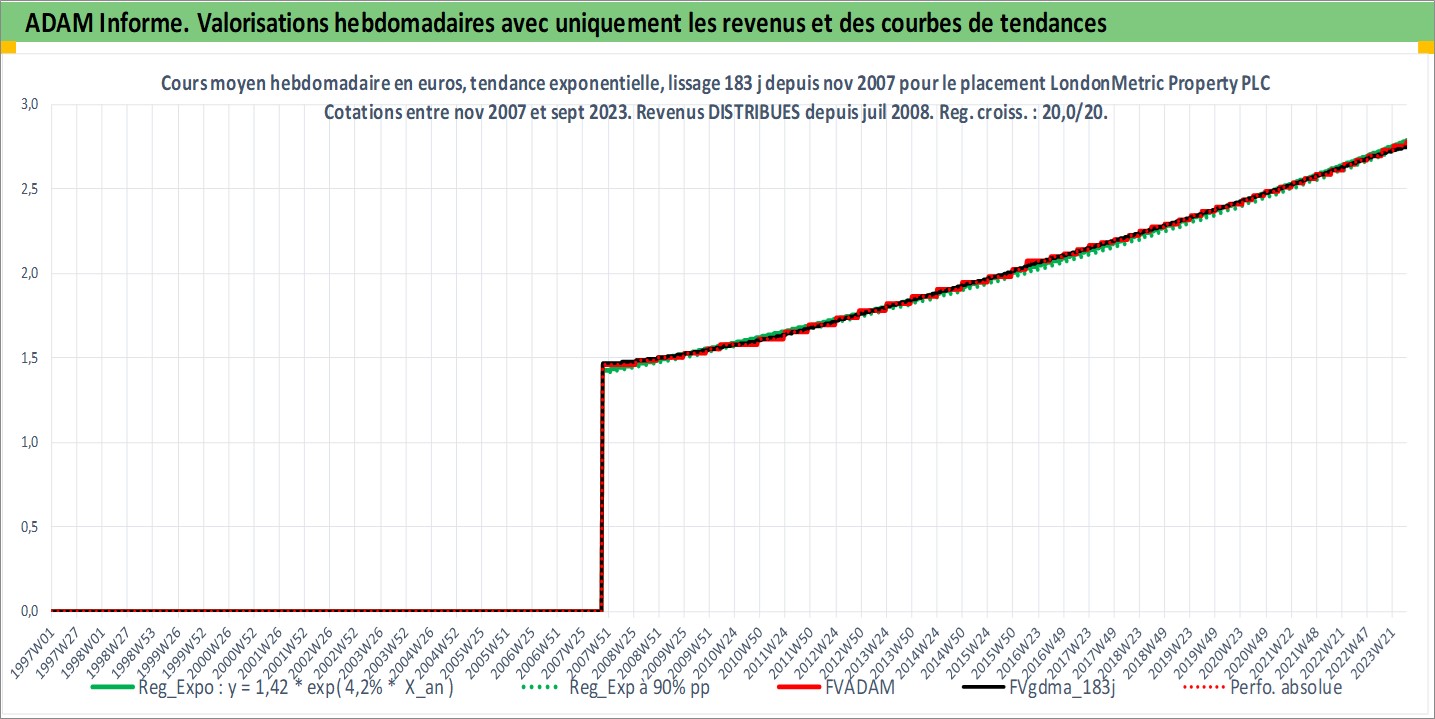 ADAM Informe. Valorisations hebdomadaires avec uniquement les revenus et des courbes de tendances
Cours moyen hebdomadaire en euros, tendance exponentielle, lissage 183 j depuis nov 2007 pour le placement LondonMetric Property PLC
Cotations entre nov 2007 et sept 2023. Revenus DISTRIBUES depuis juil 2008. Reg. croiss. : 20,0/20.
3,0
2,5
2,0
1,5
1,0
0,5
0,0
1997W01
1997W27
1998W01
1998W27
1998W53
1999W26
1999W52
2000W26
2000W52
2001W26
2001W52
2002W26
2002W52
2003W26
2003W52
2004W26
2004W52
2005W25
2005W51
2006W25
2006W51
2007W25
2007W51
2008W25
2008W51
2009W25
2009W51
2010W24
2010W50
2011W24
2011W50
2012W24
2012W50
2013W24
2013W50
2014W24
2014W50
2015W24
2015W50
2016W23
2016W49
2017W23
2017W49
2018W23
2018W49
2019W23
2019W49
2020W23
2020W49
2021W22
2021W48
2022W21
2022W47
2023W21
Reg_Expo : y = 1,42 * exp( 4,2% * X_an )
Reg_Exp à 90% pp
FVADAM
FVgdma_183j
Perfo. absolue